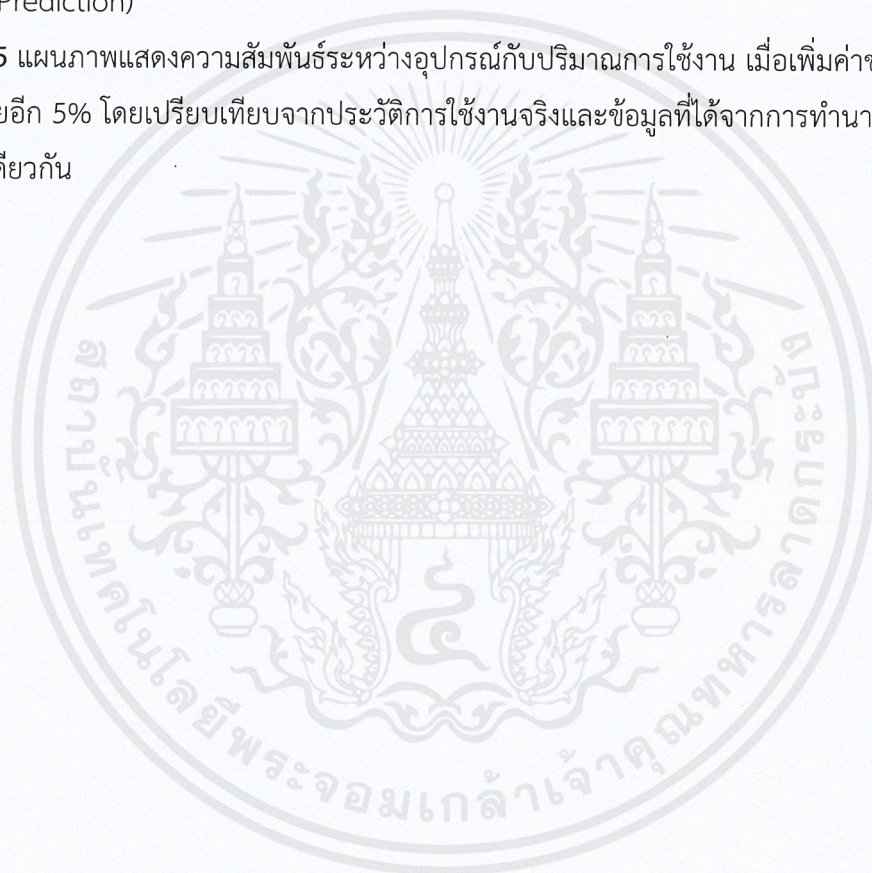 Prediction)
5 แผนภาพแสดงความสัมพันธ์ระหว่างอุปกรณ์กับปริมาณการใช้งาน เมื่อเพิ่มค่า
อีก 5% โดยเปรียบเทียบจากประวัติการใช้งานจริงและข้อมูลที่ได้จากการทำนา
เดียวกัน
สถาบันเทคโนโลยีพระจอมเกล้าเจ้าคุณทหารลาดกระบัง
๔